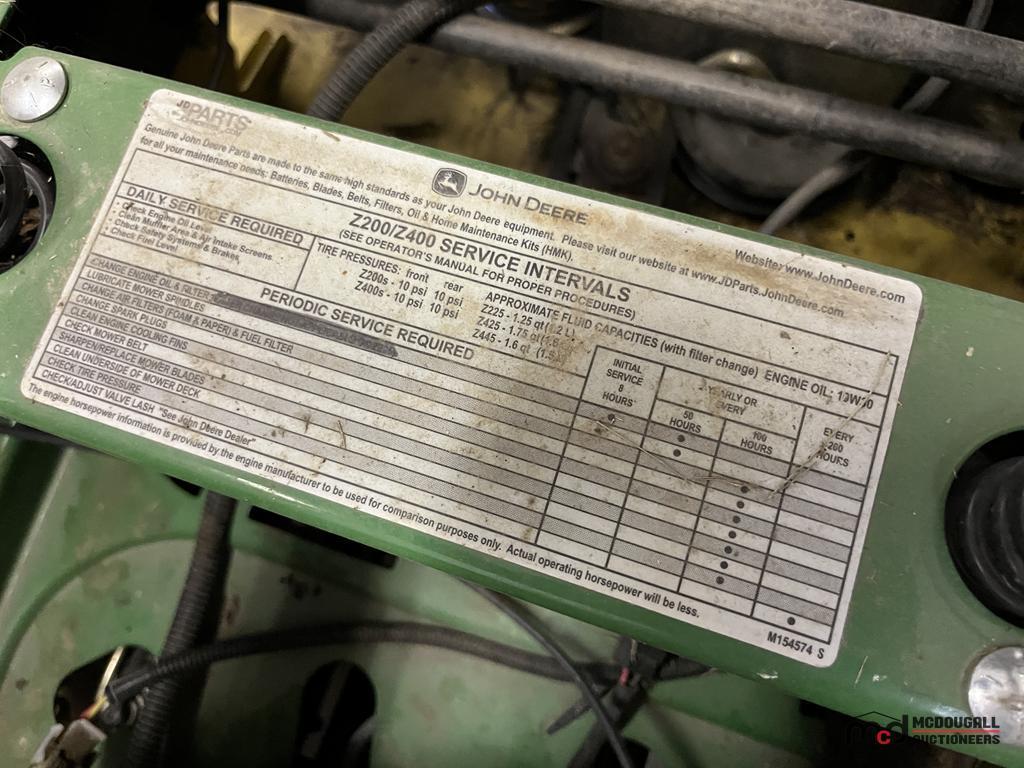 JDPARTS
Genuine John Deere Parts are made to the same high standards as your John Deere equipment. Please visit our website at www.JDParts.JohnDeere.com
for all your maintenance needs: Batteries, Blades, Belts, Filters, Oil & Home Maintenance Kits (HMK).
JOHN DEERE
Website: www.JohnDeere.com
Z200/Z400 SERVICE INTERVALS
(SEE OPERATOR'S MANUAL FOR PROPER PROCEDURES)
DAILY SERVICE REQUIRED
· Check Engine Oil Level
· Clean Muffler Area & Air Intake Screens
· Check Safety Systems & Brakes
· Check Fuel Level
TIRE PRESSURES: front rear
Z200s - 10 psi 10 psi
Z400s - 10 psi 10 psi
APPROXIMATE FLUID CAPACITIES (with filter change) ENGINE OIL:
Z225 - 1.25 qt
Z425 - 1.75 qt
Z445 - 1.6 qt
PERIODIC SERVICE REQUIRED
INITIAL
SERVICE
8
HOURS
YEARLY OR
EVERY
50
HOURS
100
HOURS
EVERY
200
HOURS
CHANGE ENGINE OIL & FILTER
LUBRICATE MOWER SPINDLES
CHANGE AIR FILTERS (FOAM & PAPER) & FUEL FILTER
CHANGE SPARK PLUGS
CLEAN ENGINE COOLING FINS
CHECK MOWER BELT
SHARPEN/REPLACE MOWER BLADES
CLEAN UNDERSIDE OF MOWER DECK
CHECK TIRE PRESSURE
CHECK/ADJUST VALVE LASH "See John Deere Dealer"
The engine horsepower information is provided by the engine manufacturer to be used for comparison purposes only. Actual operating horsepower will be less.
M154574 S
mcd MCDOUGALL
AUCTIONEERS